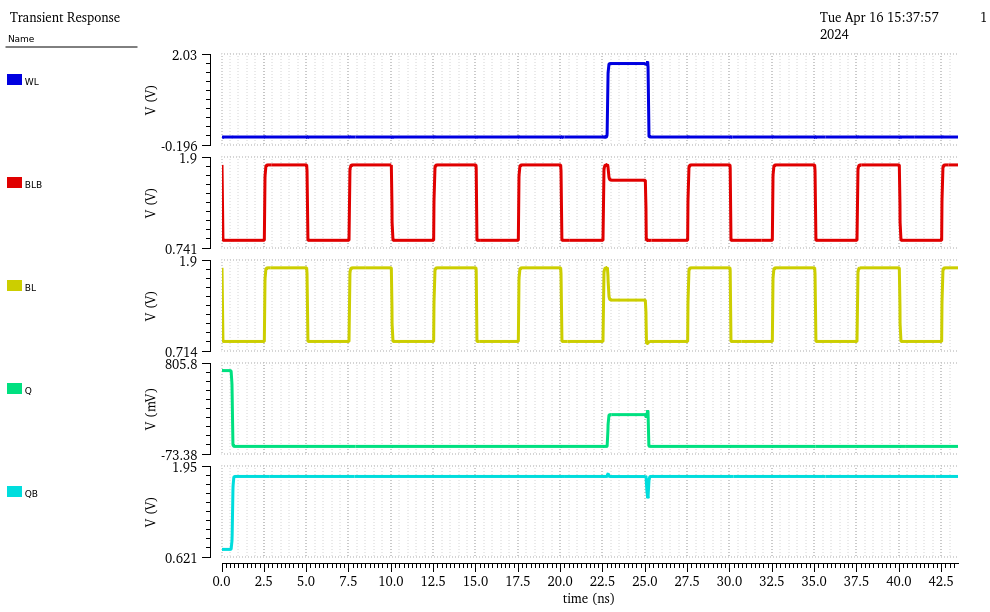 Transient Response
Tue Apr 16 15:37:57 1
2024
Name
WL
2.03
V (V)
-0.196
BLB
1.9
V (V)
0.741
BL
1.9
V (V)
0.714
Q
805.8
V (mV)
-73.38
QB
1.95
V (V)
0.621
0.0 2.5 5.0 7.5 10.0 12.5 15.0 17.5 20.0 22.5 25.0 27.5 30.0 32.5 35.0 37.5 40.0 42.5
time (ns)